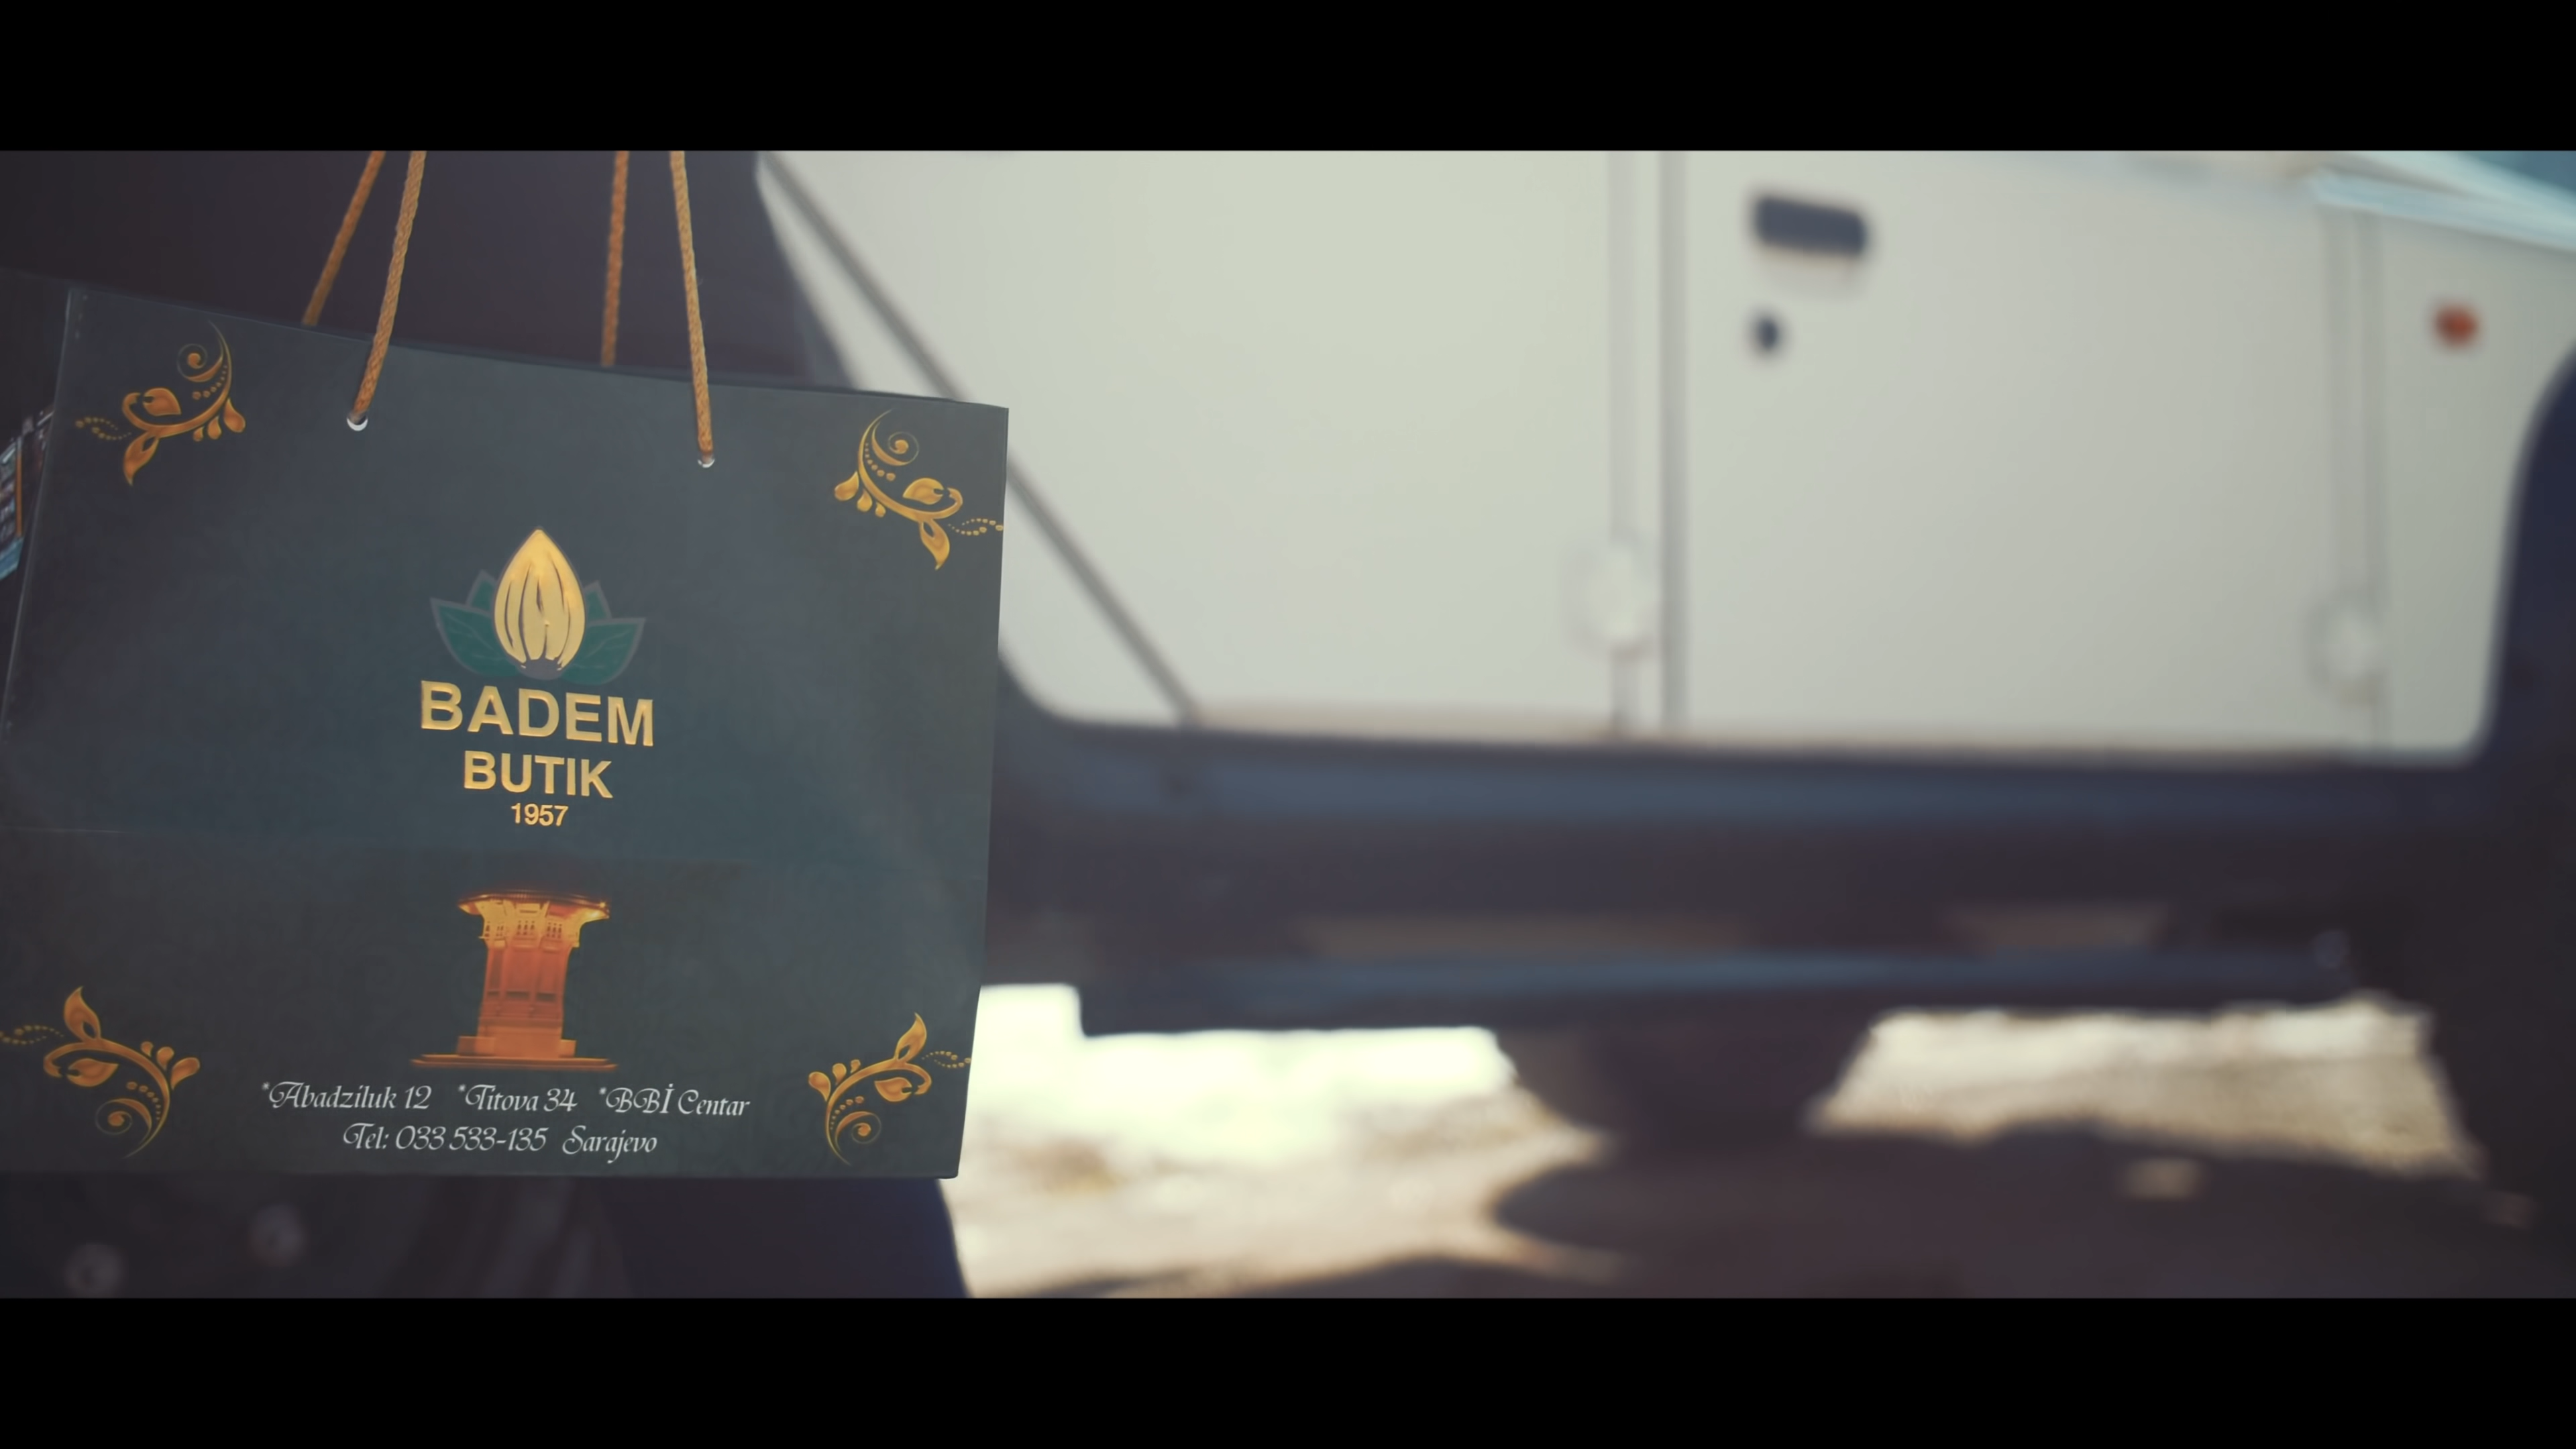 BADEM
BUTIK
1957
*Abadziluk 12 *Titova 34 *BBİ Centar
Tel: 033 533-135 Sarajevo